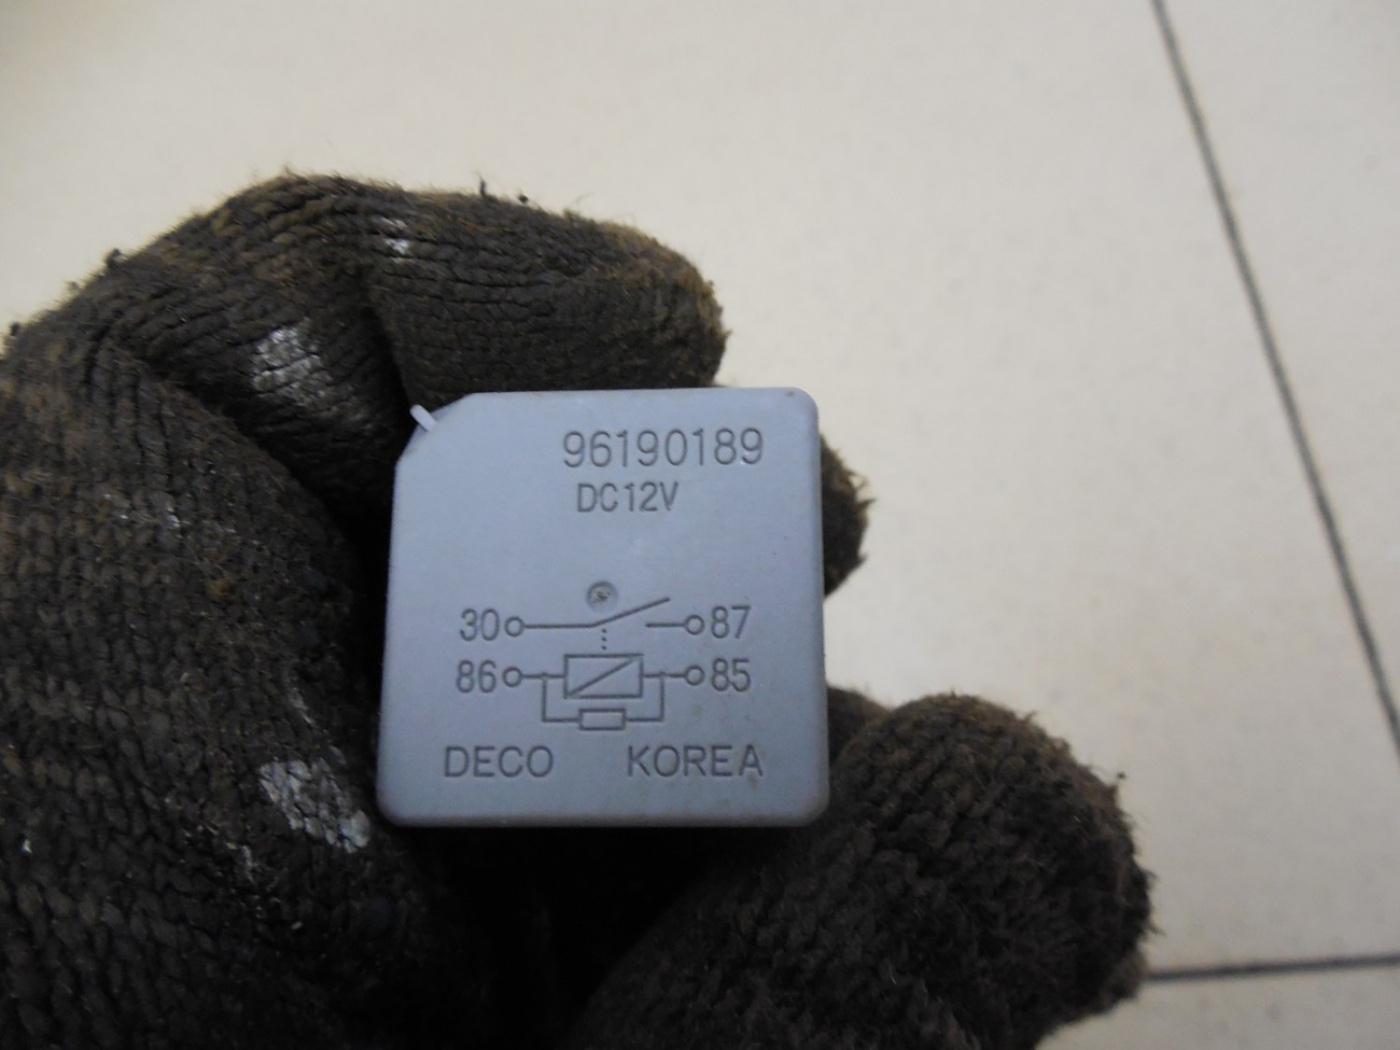 96190189
DC12V
30 87
86 85
DECO KOREA